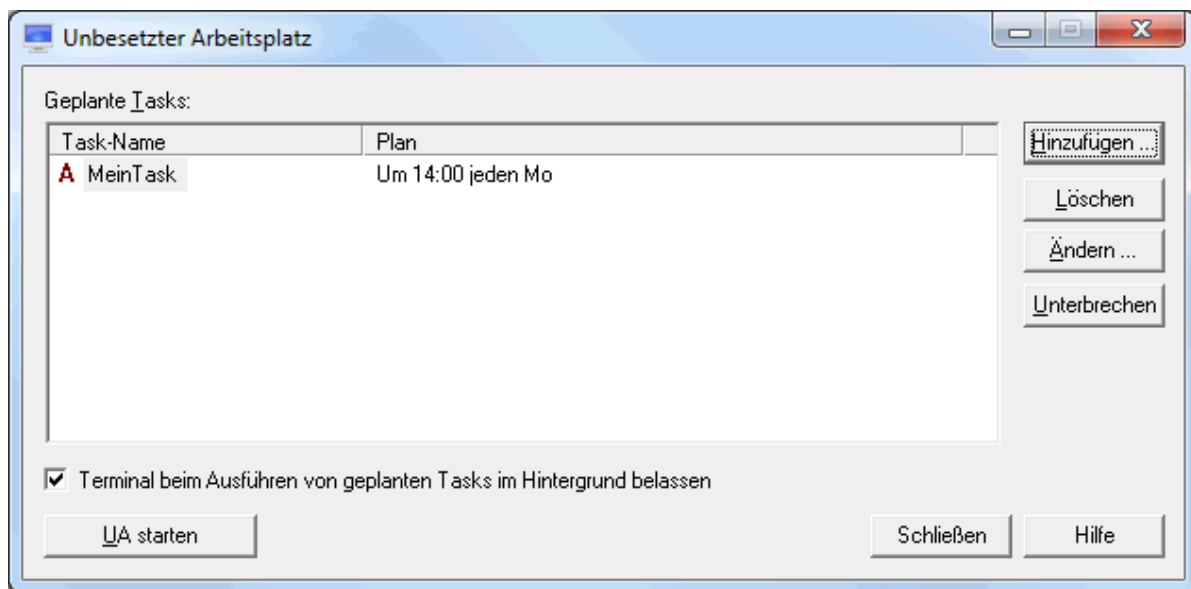 Unbesetzter Arbeitsplatz
Geplante Tasks:
Task-Name Plan
A MeinTask Um 14:00 jeden Mo
Hinzufügen ...
Löschen
Ändern ...
Unterbrechen
Terminal beim Ausführen von geplanten Tasks im Hintergrund belassen
UA starten Schließen Hilfe